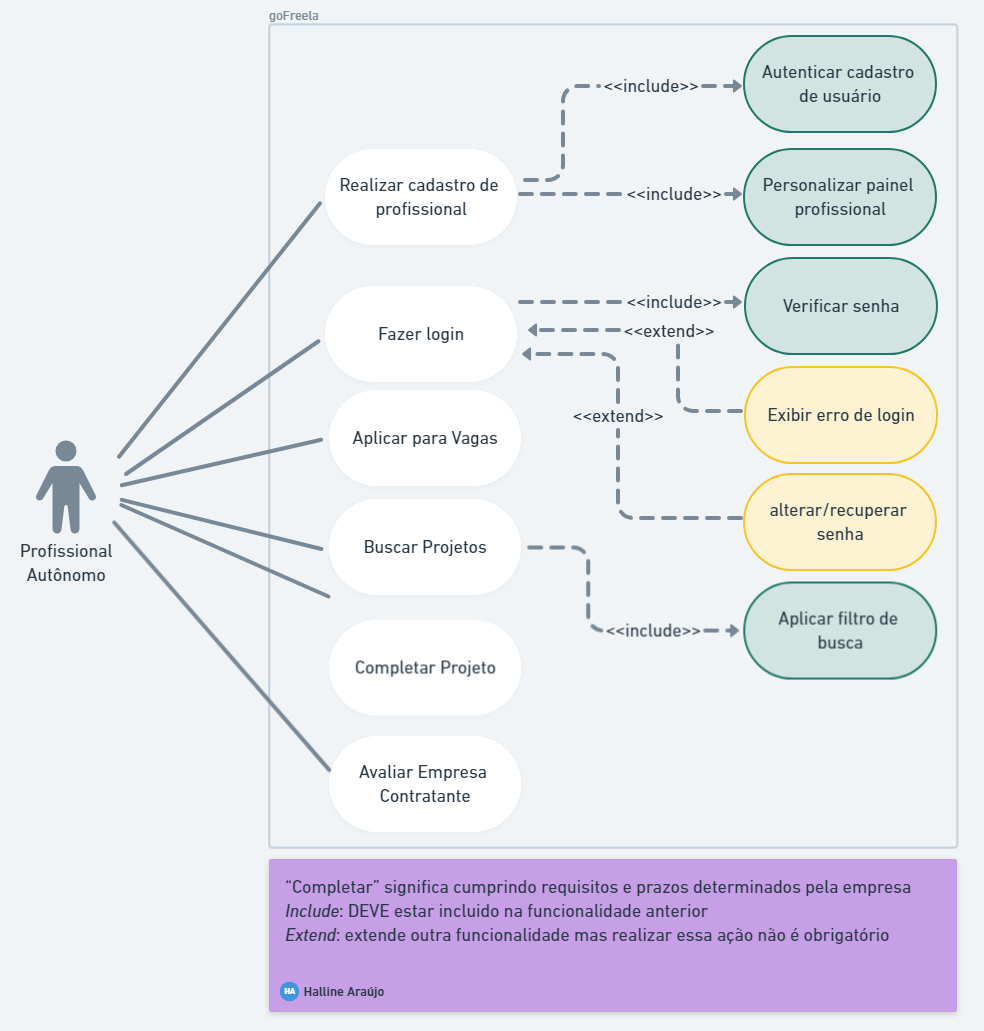 goFreela
Autenticar cadastro
de usuário
<<include>>
Realizar cadastro de
profissional
<<include>>
Personalizar painel
profissional
Fazer login
<<include>>
Verificar senha
<<extend>>
Exibir erro de login
<<extend>>
alterar/recuperar
senha
Aplicar para Vagas
Buscar Projetos
<<include>>
Aplicar filtro de
busca
Profissional
Autônomo
Completar Projeto
Avaliar Empresa
Contratante
“Completar” significa cumprindo requisitos e prazos determinados pela empresa
Include: DEVE estar incluido na funcionalidade anterior
Extend: extende outra funcionalidade mas realizar essa ação não é obrigatório
HA Halline Araújo